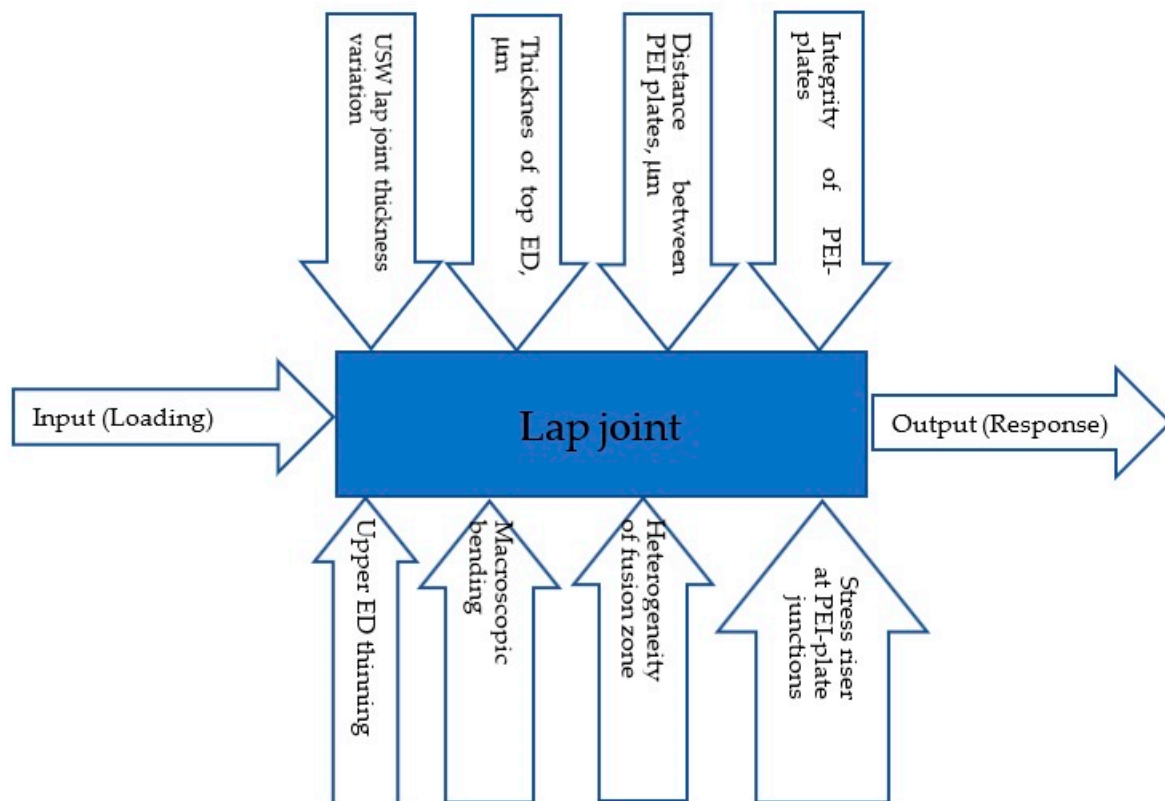 USW lap joint thickness
variation
Thicknes of top ED,
μm
Distance between
PEI plates, μm
Integrity of PEI-
plates
Input (Loading)
Lap joint
Output (Response)
Upper ED thinning
Macroscopic
bending
Heterogeneity
of fusion zone
Stress riser
at PEI-plate
junctions